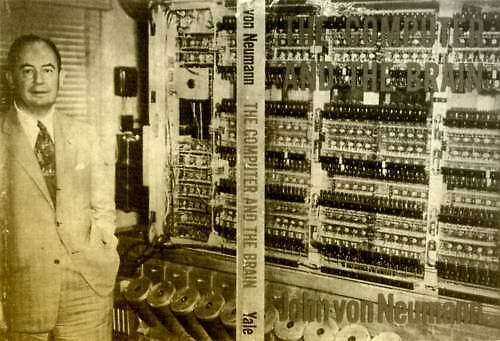 von Neumann THE COMPUTER AND THE BRAIN Yale
THE COMPUTER
AND THE BRAIN
John von Neumann